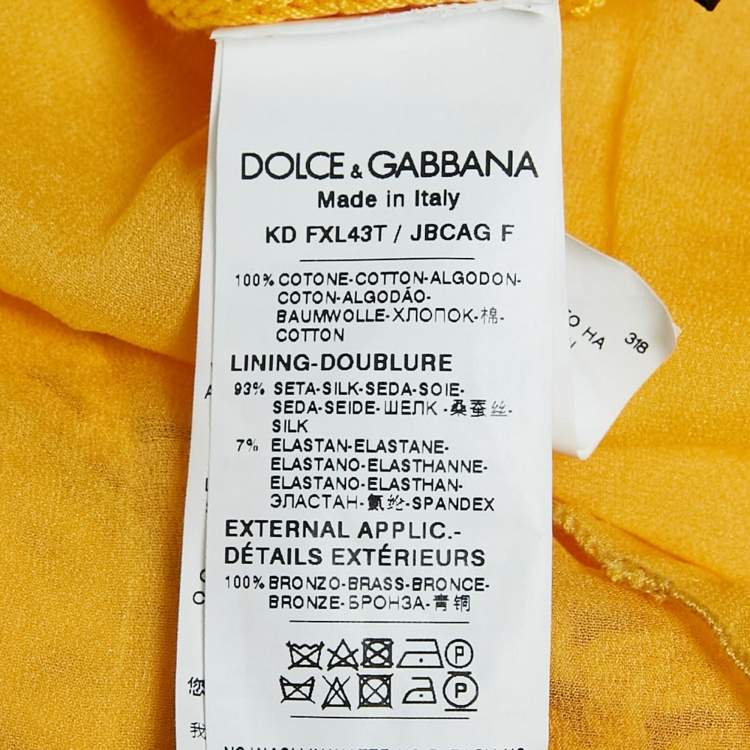 DOLCE & GABBANA
Made in Italy
KD FXL43T / JBCAG F
100% COTONE-COTTON-ALGODON-
COTON-ALGODÃO-
BAUMWOLLE-ХЛОПОК-棉-
COTTON
LINING-DOUBLURE
93% SETA-SILK-SEDA-SOIE-
SEDA-SEIDE-ШЕЛК-桑蚕丝-
SILK
7% ELASTAN-ELASTANE-
ELASTANO-ELASTHANNE-
ELASTANO-ELASTHAN-
ЭЛАСТАН-氨纶-SPANDEX
EXTERNAL APPLIC.-
DÉTAILS EXTÉRIEURS
100% BRONZO-BRASS-BRONCE-
BRONZE-БРОНЗА-青铜
P
P
НА
318
您
我